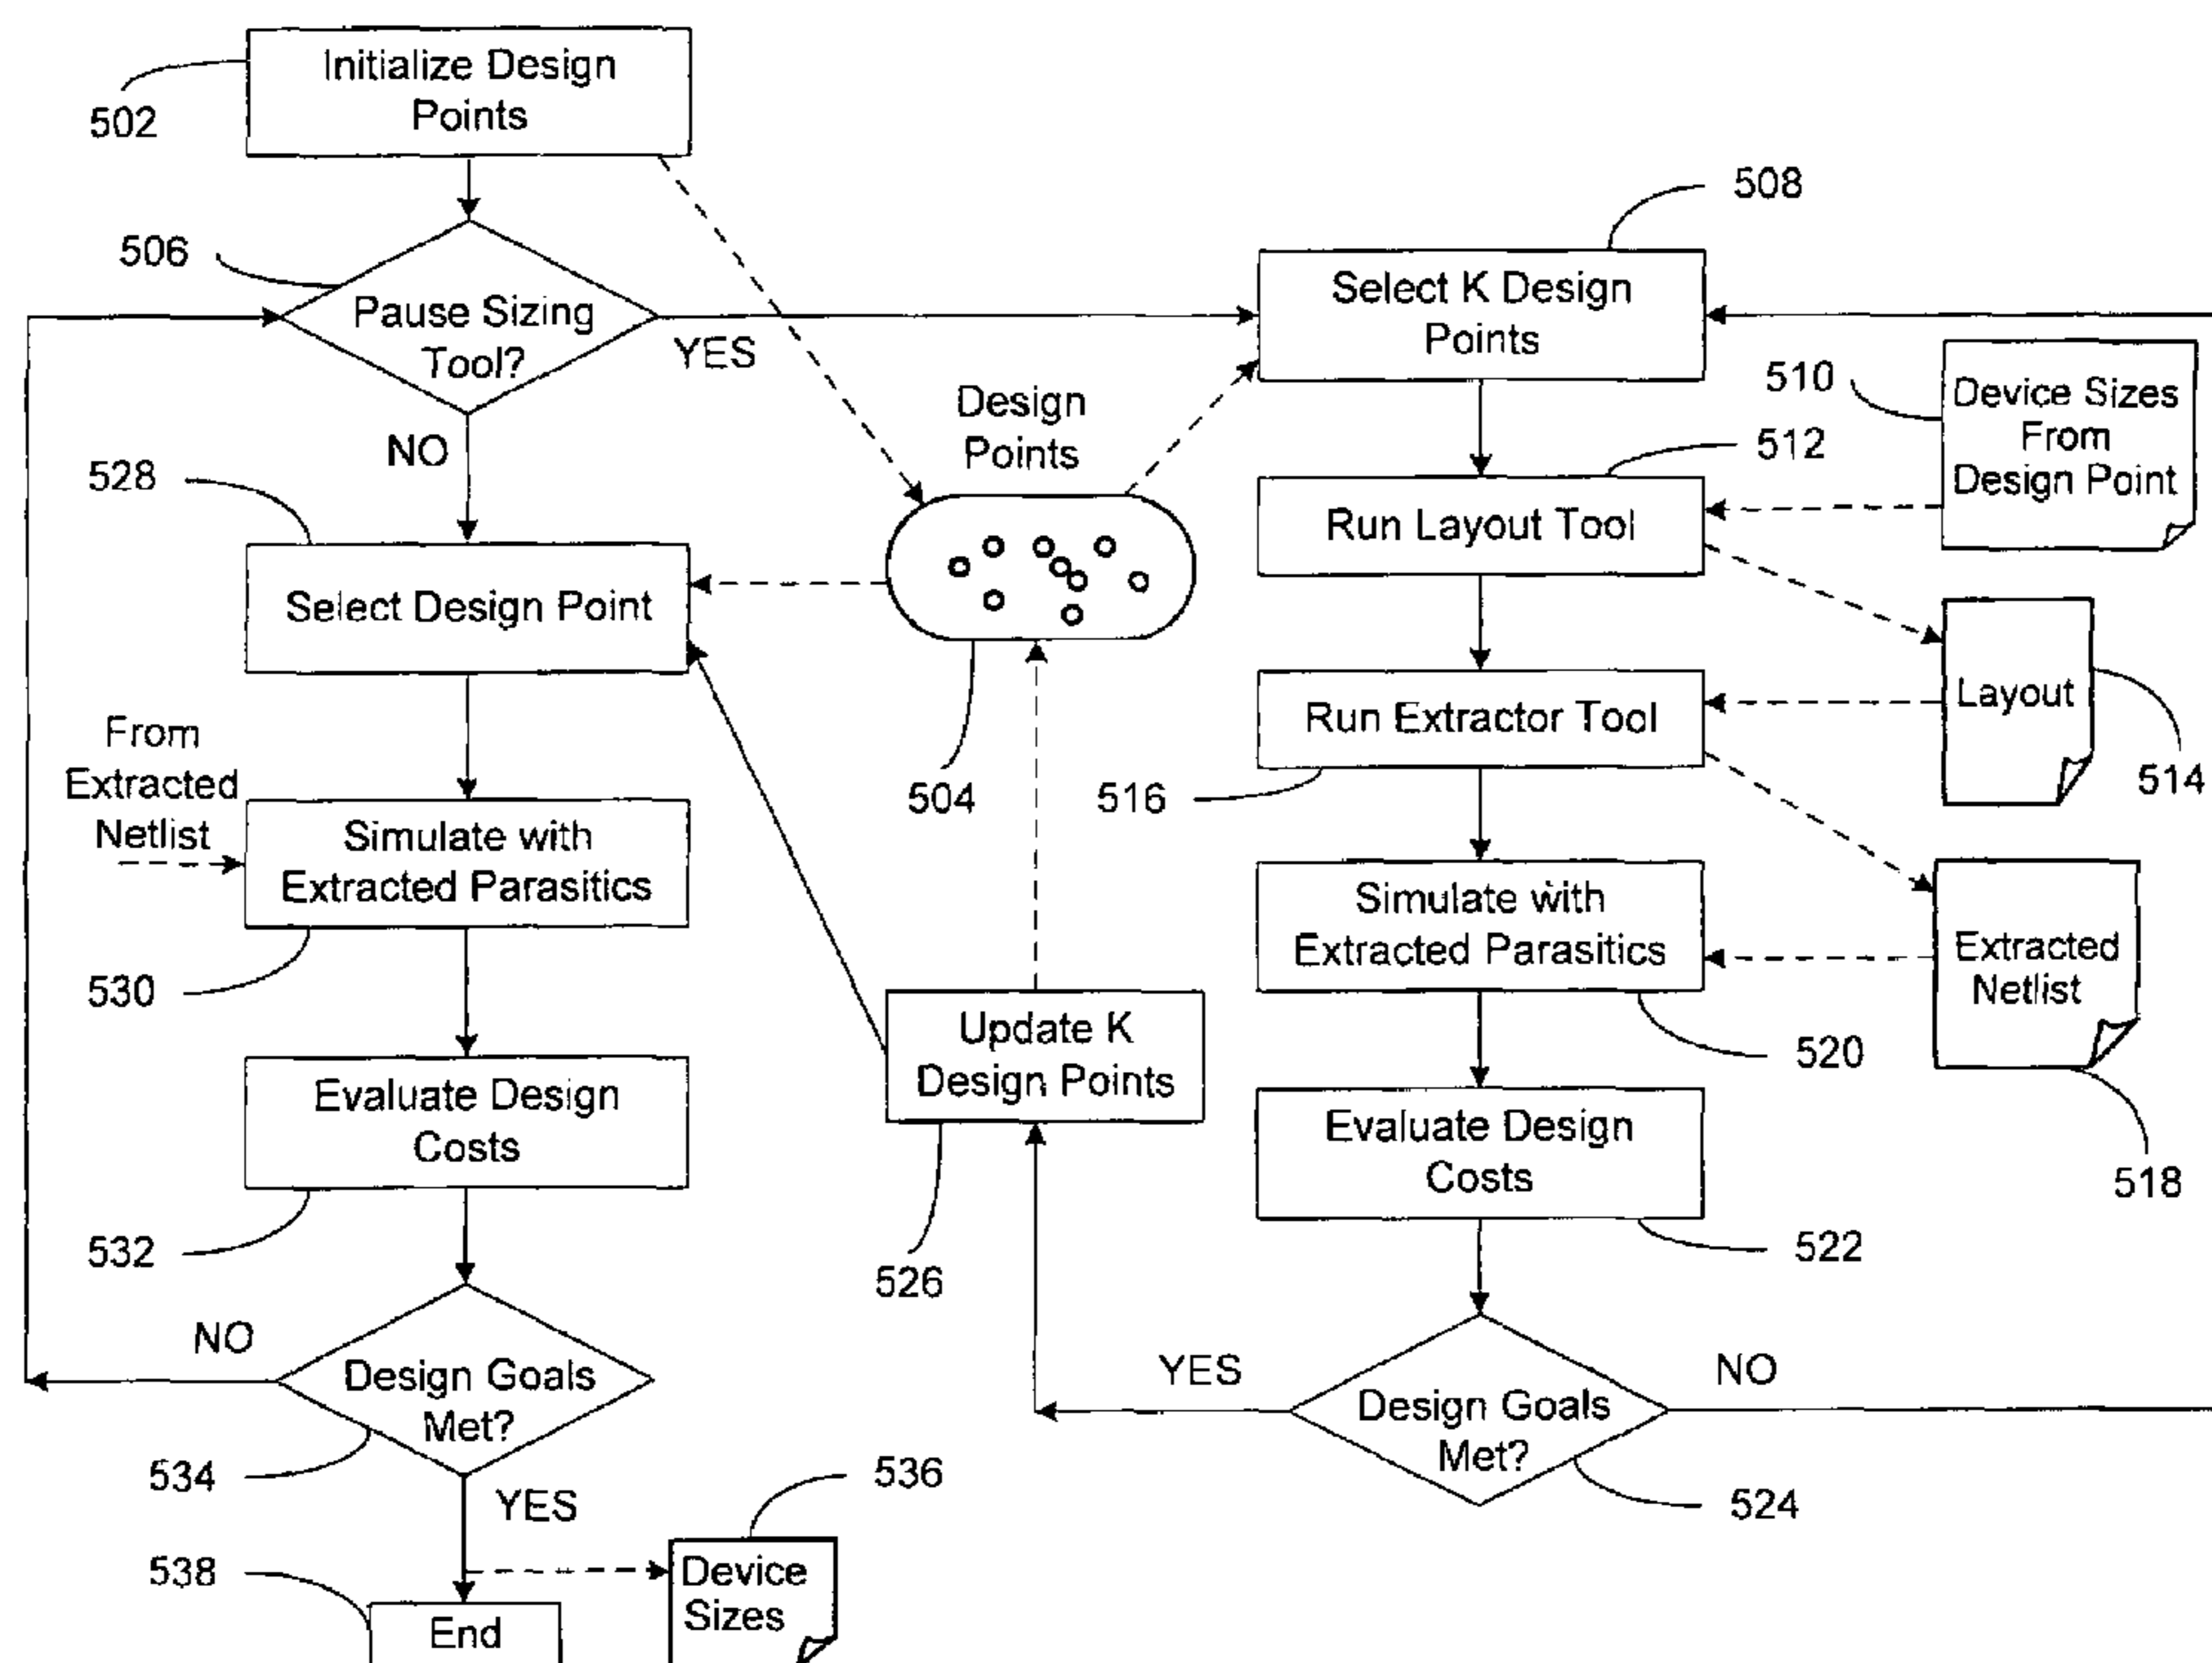 Initialize Design
Points
502
506
Pause Sizing
Tool?
YES
NO
508
Select K Design
Points
Design
Points
510
Device Sizes
From
Design Point
512
Run Layout Tool
528
Select Design Point
504
Layout
514
Run Extractor Tool
516
From
Extracted
Netlist
Simulate with
Extracted Parasitics
530
Simulate with
Extracted Parasitics
520
Extracted
Netlist
518
Update K
Design Points
526
Evaluate Design
Costs
532
Evaluate Design
Costs
522
NO
Design Goals
Met?
534
YES
YES
Design Goals
Met?
NO
524
536
Device
Sizes
538
End